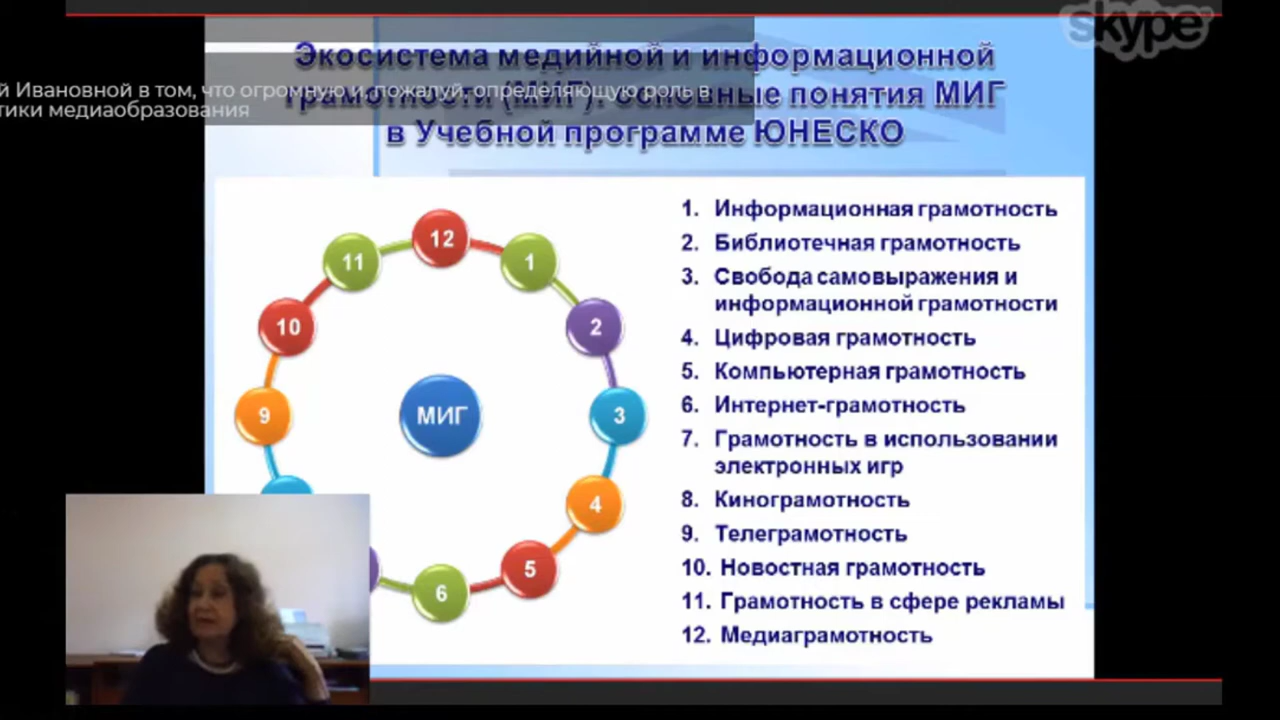 skype
Экосистема медийной и информационной
й Ивановной в том, что огромную и, пожалуй, определяющую роль в
тики медиаобразования
грамотности (МИГ): основные понятия МИГ
в Учебной программе ЮНЕСКО
12
11
1
10
2
9
МИГ
3
4
5
6
1. Информационная грамотность
2. Библиотечная грамотность
3. Свобода самовыражения и
информационной грамотности
4. Цифровая грамотность
5. Компьютерная грамотность
6. Интернет-грамотность
7. Грамотность в использовании
электронных игр
8. Кинограмотность
9. Телеграмотность
10. Новостная грамотность
11. Грамотность в сфере рекламы
12. Медиаграмотность